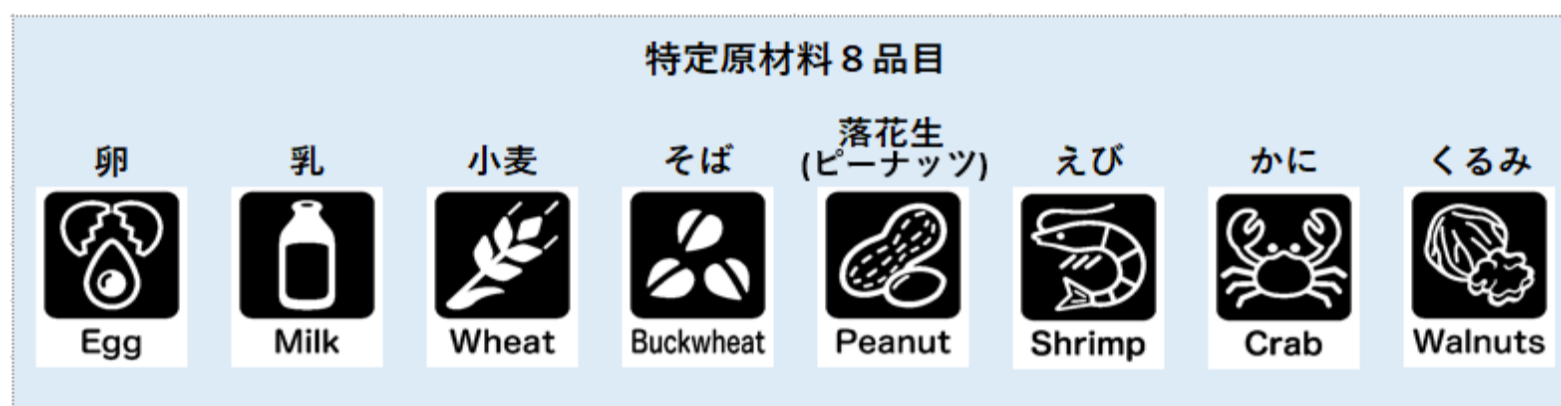 特定原材料８品目
卵
乳
小麦
そば
落花生
(ピーナッツ)
えび
かに
くるみ
Egg
Milk
Wheat
Buckwheat
Peanut
Shrimp
Crab
Walnuts